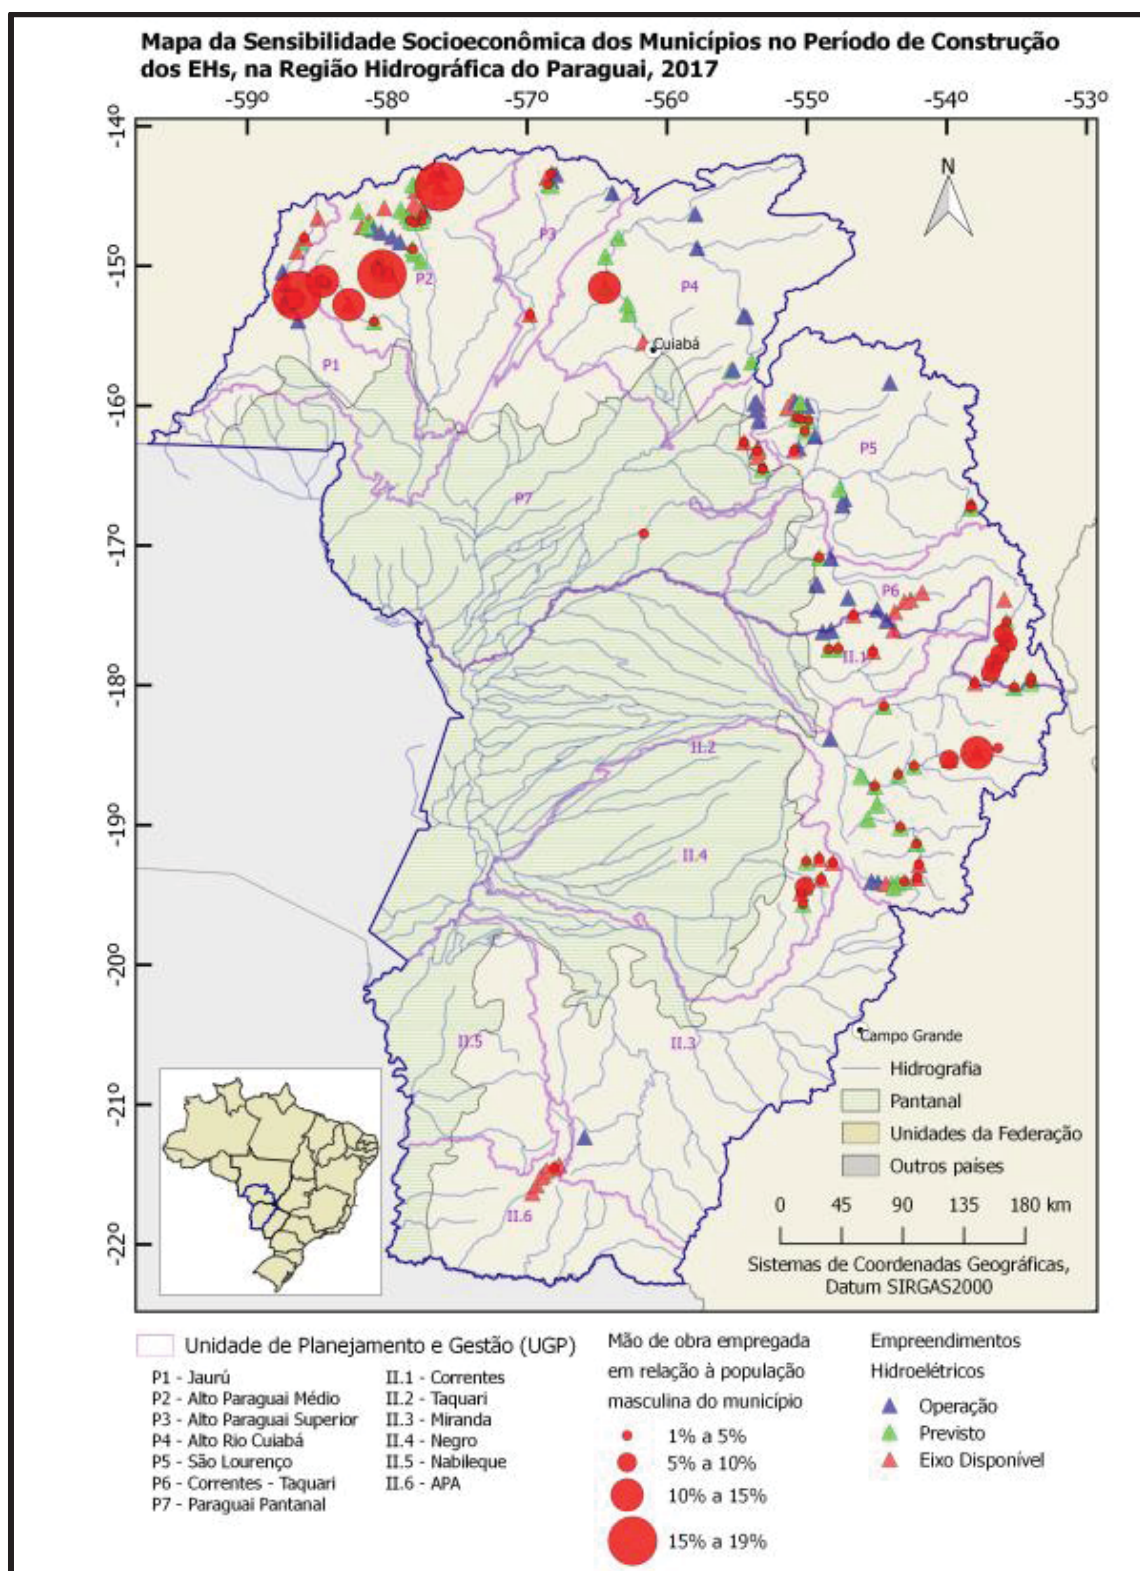 Mapa da Sensibilidade Socioeconômica dos Municípios no Período de Construção
dos EHs, na Região Hidrográfica do Paraguai, 2017
-59º -58º -57º -56º -55º -54º -53º
-14º
N
P3
-15º
P2
P4
Cuiabá
P1
-16º
P5
P7
-17º
P6
II.1
-18º
II.2
-19º
II.4
-20º
Campo Grande
II.5
II.3
Hidrografia
-21º
Pantanal
Unidades da Federação
Outros países
0 45 90 135 180 km
II.6
-22º
Sistemas de Coordenadas Geográficas,
Datum SIRGAS2000
Unidade de Planejamento e Gestão (UGP)
P1 - Jaurú
P2 - Alto Paraguai Médio
P3 - Alto Paraguai Superior
P4 - Alto Rio Cuiabá
P5 - São Lourenço
P6 - Correntes - Taquari
P7 - Paraguai Pantanal
II.1 - Correntes
II.2 - Taquari
II.3 - Miranda
II.4 - Negro
II.5 - Nabileque
II.6 - APA
Mão de obra empregada
em relação à população
masculina do município
1% a 5%
5% a 10%
10% a 15%
15% a 19%
Empreendimentos
Hidroelétricos
Operação
Previsto
Eixo Disponível